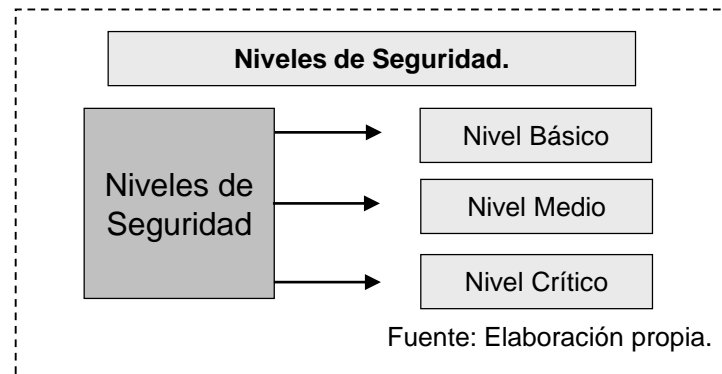 Niveles de Seguridad.
Niveles de
Seguridad
Nivel Básico
Nivel Medio
Nivel Crítico
Fuente: Elaboración propia.